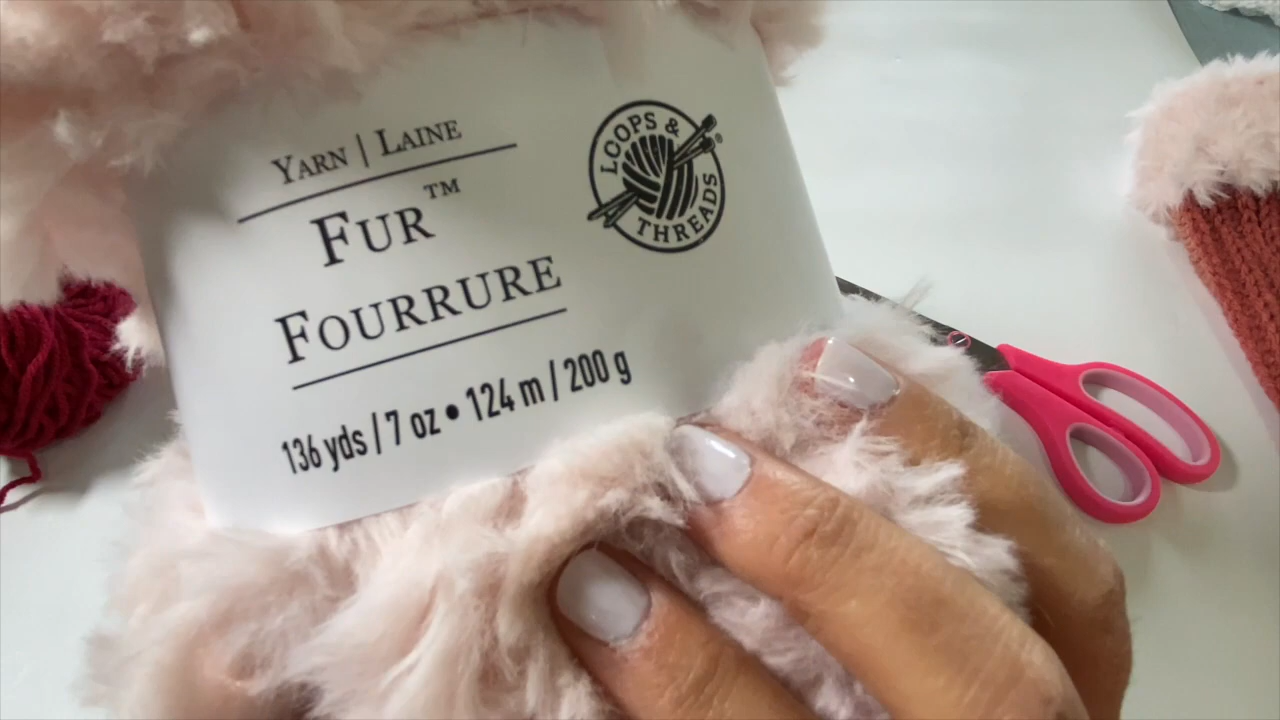 YARN | LAINE
FUR™
FOURRURE
136 yds / 7 oz • 124 m / 200 g
LOOPS &
THREADS®